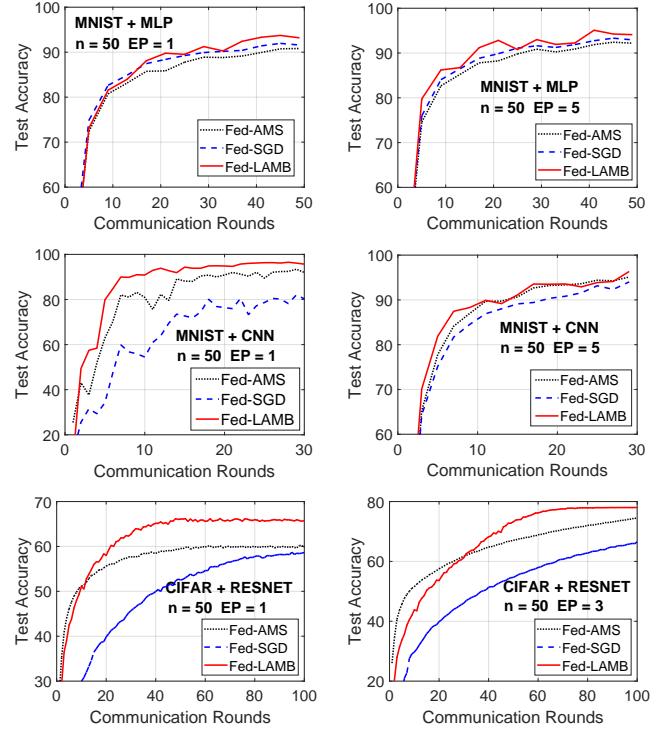 MNIST + MLP
n = 50 EP = 1
Test Accuracy
100
90
80
70
60
Fed-AMS
Fed-SGD
Fed-LAMB
0 10 20 30 40 50
Communication Rounds
MNIST + MLP
n = 50 EP = 5
Test Accuracy
100
90
80
70
60
Fed-AMS
Fed-SGD
Fed-LAMB
0 10 20 30 40 50
Communication Rounds
MNIST + CNN
n = 50 EP = 1
Test Accuracy
100
80
60
40
20
Fed-AMS
Fed-SGD
Fed-LAMB
0 10 20 30
Communication Rounds
MNIST + CNN
n = 50 EP = 5
Test Accuracy
100
90
80
70
60
Fed-AMS
Fed-SGD
Fed-LAMB
0 10 20 30
Communication Rounds
CIFAR + RESNET
n = 50 EP = 1
Test Accuracy
70
60
50
40
30
Fed-AMS
Fed-SGD
Fed-LAMB
0 20 40 60 80 100
Communication Rounds
CIFAR + RESNET
n = 50 EP = 3
Test Accuracy
80
60
40
20
Fed-AMS
Fed-SGD
Fed-LAMB
0 20 40 60 80 100
Communication Rounds